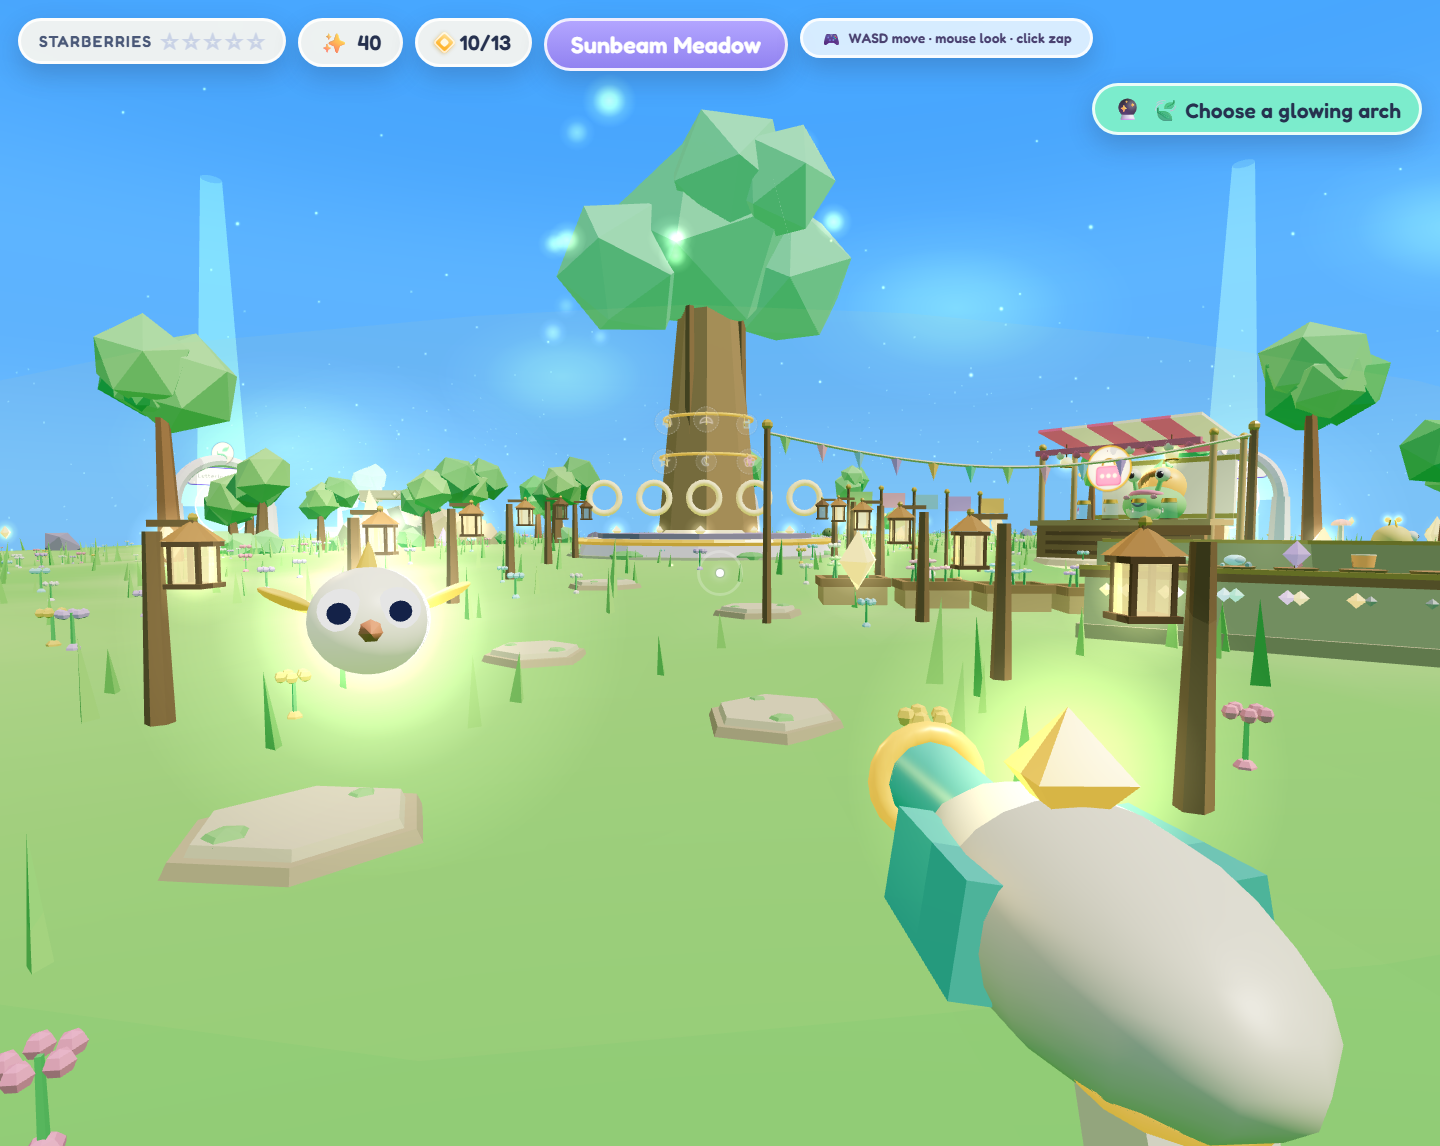 STARBERRIES
40
10/13
Sunbeam Meadow
WASD move · mouse look · click zap
Choose a glowing arch